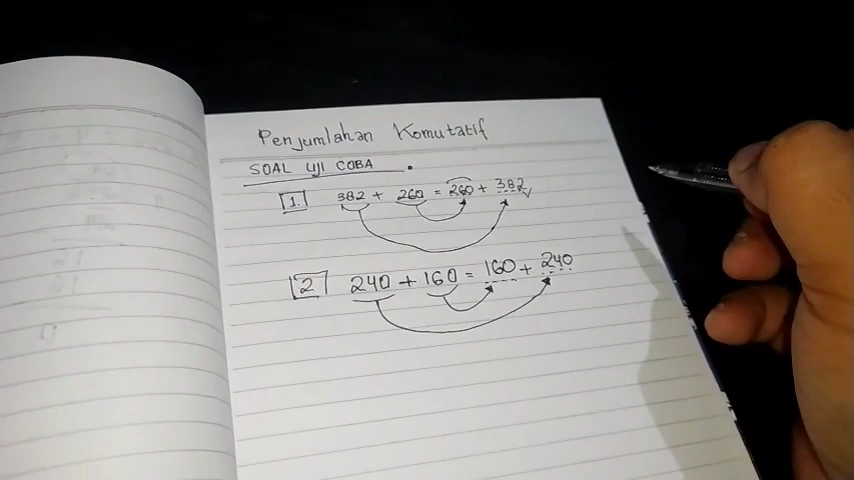 Penjumlahan Komutatif
SOAL UJI COBA .
1. 382 + 260 = 260 + 382
2 240 + 160 = 160 + 240